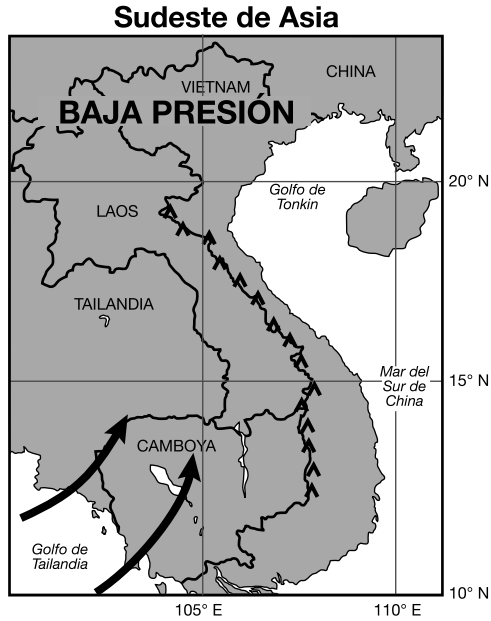 Sudeste de Asia
CHINA
VIETNAM
BAJA PRESIÓN
20° N
Golfo de
Tonkin
LAOS
TAILANDIA
Mar del
Sur de
China
15° N
CAMBOYA
Golfo de
Tailandia
10° N
105° E
110° E